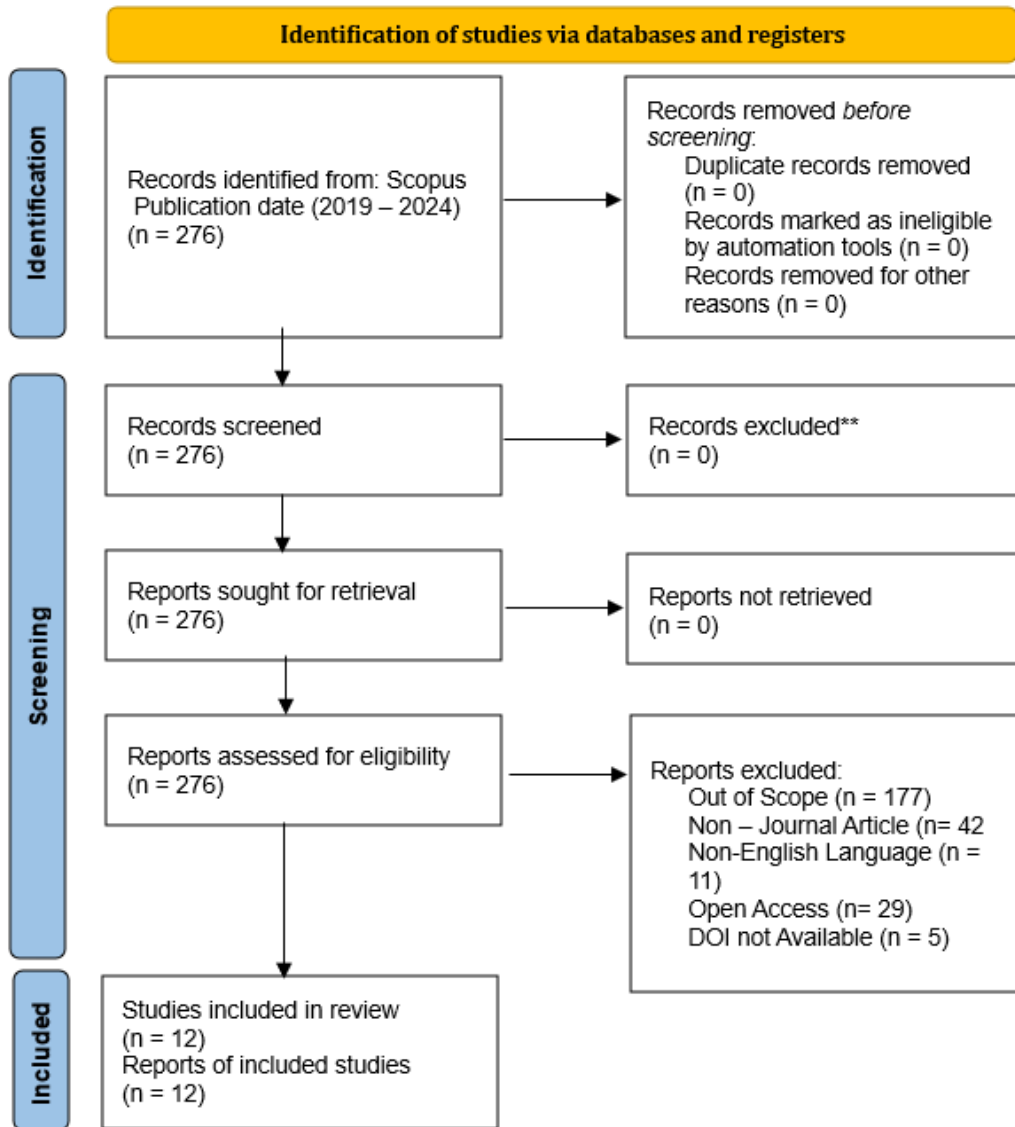 Identification of studies via databases and registers
Identification
Records identified from: Scopus
Publication date (2019 – 2024)
(n = 276)
Records removed before
screening:
Duplicate records removed
(n = 0)
Records marked as ineligible
by automation tools (n = 0)
Records removed for other
reasons (n = 0)
Screening
Records screened
(n = 276)
Records excluded**
(n = 0)
Reports sought for retrieval
(n = 276)
Reports not retrieved
(n = 0)
Reports assessed for eligibility
(n = 276)
Reports excluded:
Out of Scope (n = 177)
Non – Journal Article (n= 42
Non-English Language (n =
11)
Open Access (n= 29)
DOI not Available (n = 5)
Included
Studies included in review
(n = 12)
Reports of included studies
(n = 12)